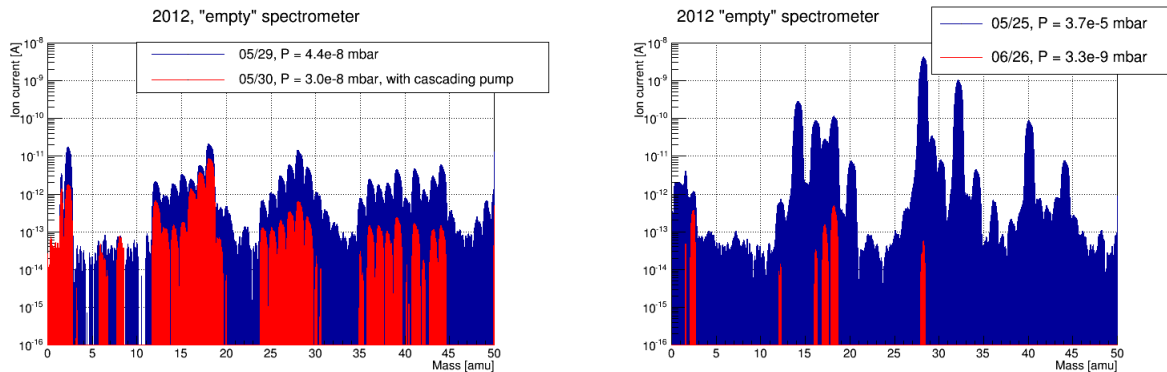 2012, "empty" spectrometer
05/29, P = 4.4e-8 mbar
05/30, P = 3.0e-8 mbar, with cascading pump
Ion current [A]
10-8
10-9
10-10
10-11
10-12
10-13
10-14
10-15
10-16
0 5 10 15 20 25 30 35 40 45 50
Mass [amu]
2012 "empty" spectrometer
05/25, P = 3.7e-5 mbar
06/26, P = 3.3e-9 mbar
Ion current [A]
10-8
10-9
10-10
10-11
10-12
10-13
10-14
10-15
10-16
0 5 10 15 20 25 30 35 40 45 50
Mass [amu]